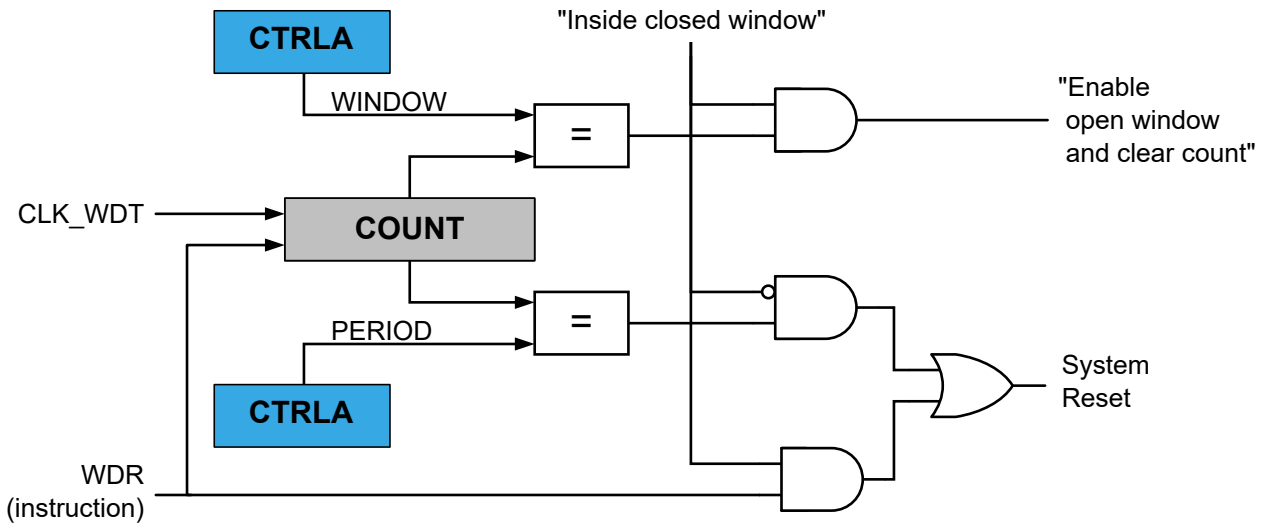 "Inside closed window"
CTRLA
WINDOW
=
"Enable
open window
and clear count"
CLK_WDT
COUNT
=
PERIOD
CTRLA
System
Reset
WDR
(instruction)